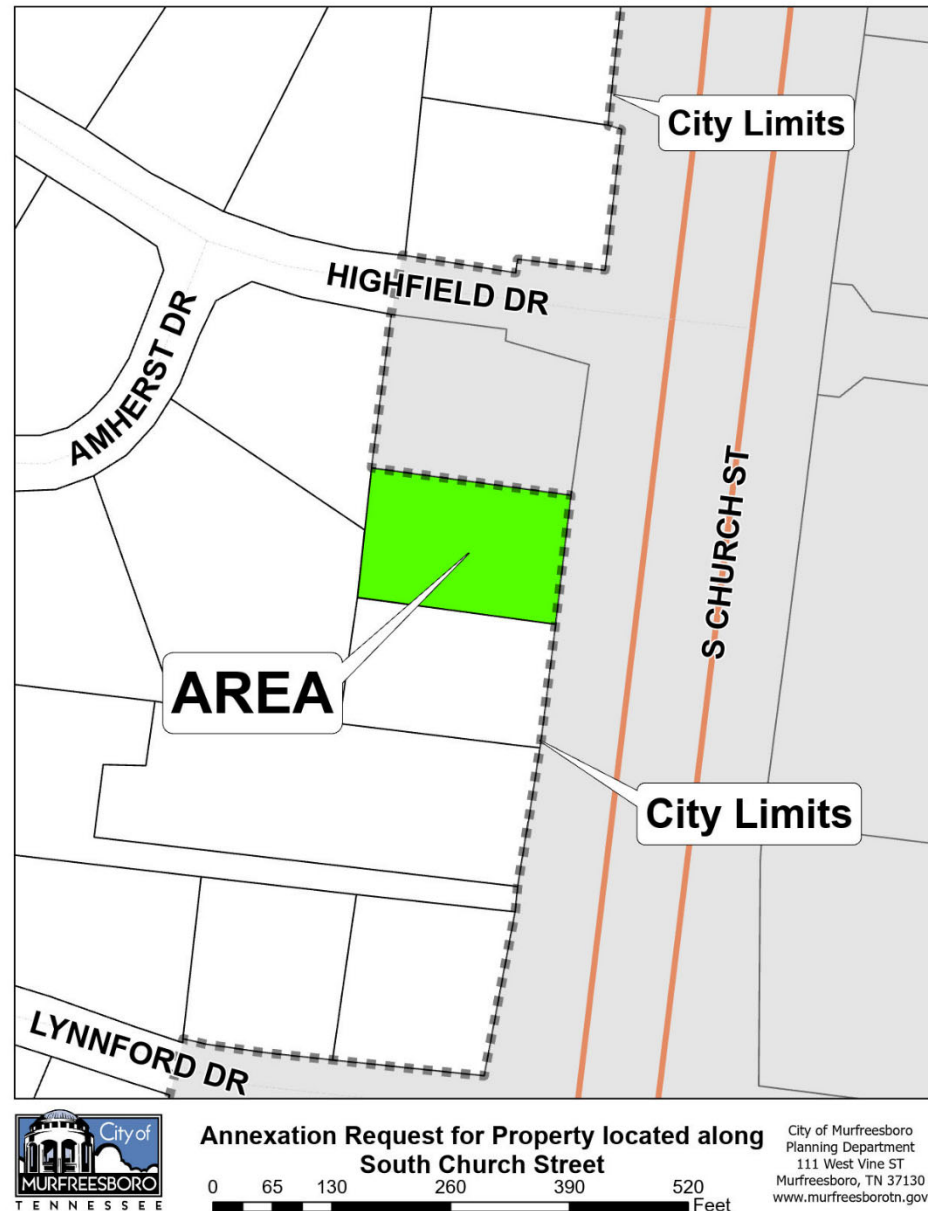 City Limits
HIGHFIELD DR
AMHERST DR
S CHURCH ST
AREA
City Limits
LYNNFORD DR
City of
MURFREESBORO
TENNESSEE
Annexation Request for Property located along
South Church Street
0 65 130 260 390 520
Feet
City of Murfreesboro
Planning Department
111 West Vine ST
Murfreesboro, TN 37130
www.murfreesborotn.gov